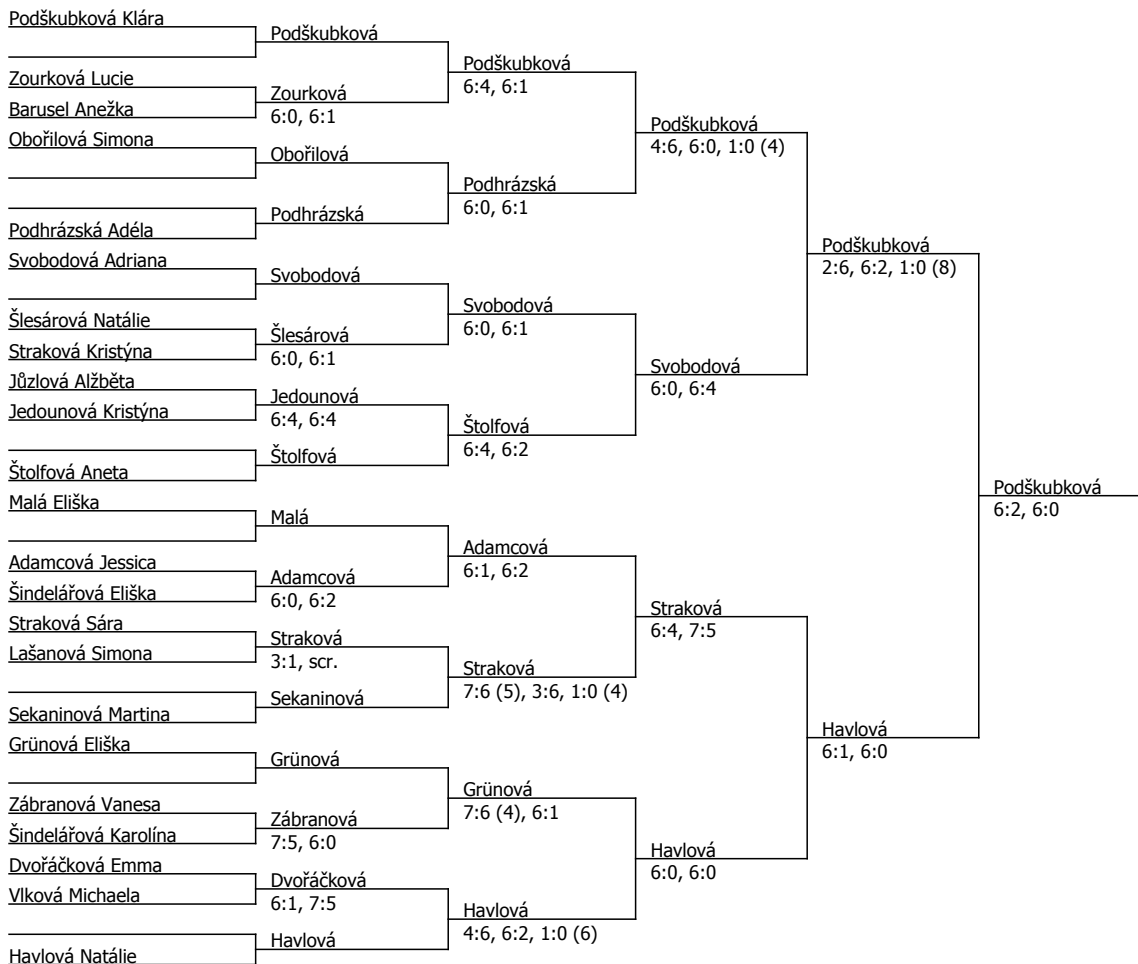 Podškubková Klára
Podškubková
Podškubková
6:4, 6:1
Zourková Lucie
Zourková
6:0, 6:1
Barusel Anežka
Podškubková
4:6, 6:0, 1:0 (4)
Obořilová Simona
Obořilová
Podhrázská
6:0, 6:1
Podhrázská
Podhrázská Adéla
Podškubková
2:6, 6:2, 1:0 (8)
Svobodová Adriana
Svobodová
Svobodová
6:0, 6:1
Šlesárová Natálie
Šlesárová
6:0, 6:1
Straková Kristýna
Svobodová
6:0, 6:4
Jůzlová Alžběta
Jedounová
6:4, 6:4
Jedounová Kristýna
Štolfová
6:4, 6:2
Štolfová
Štolfová Aneta
Podškubková
6:2, 6:0
Malá Eliška
Malá
Adamcová
6:1, 6:2
Adamcová Jessica
Adamcová
6:0, 6:2
Šindelářová Eliška
Straková
6:4, 7:5
Straková Sára
Straková
3:1, scr.
Lašanová Simona
Straková
7:6 (5), 3:6, 1:0 (4)
Sekaninová
Sekaninová Martina
Havlová
6:1, 6:0
Grünová Eliška
Grünová
Grünová
7:6 (4), 6:1
Zábranová Vanesa
Zábranová
7:5, 6:0
Šindelářová Karolína
Havlová
6:0, 6:0
Dvořáčková Emma
Dvořáčková
6:1, 7:5
Vlková Michaela
Havlová
4:6, 6:2, 1:0 (6)
Havlová
Havlová Natálie